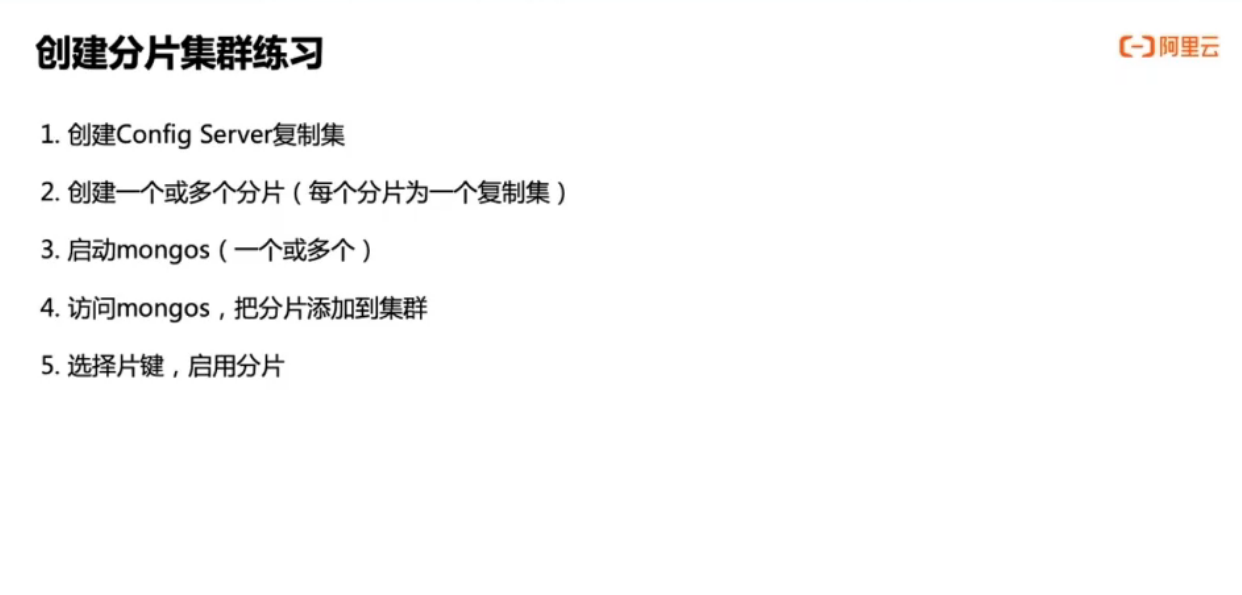 创建分片集群练习
阿里云
1. 创建Config Server复制集
2. 创建一个或多个分片（每个分片为一个复制集）
3. 启动mongos（一个或多个）
4. 访问mongos，把分片添加到集群
5. 选择片键，启用分片